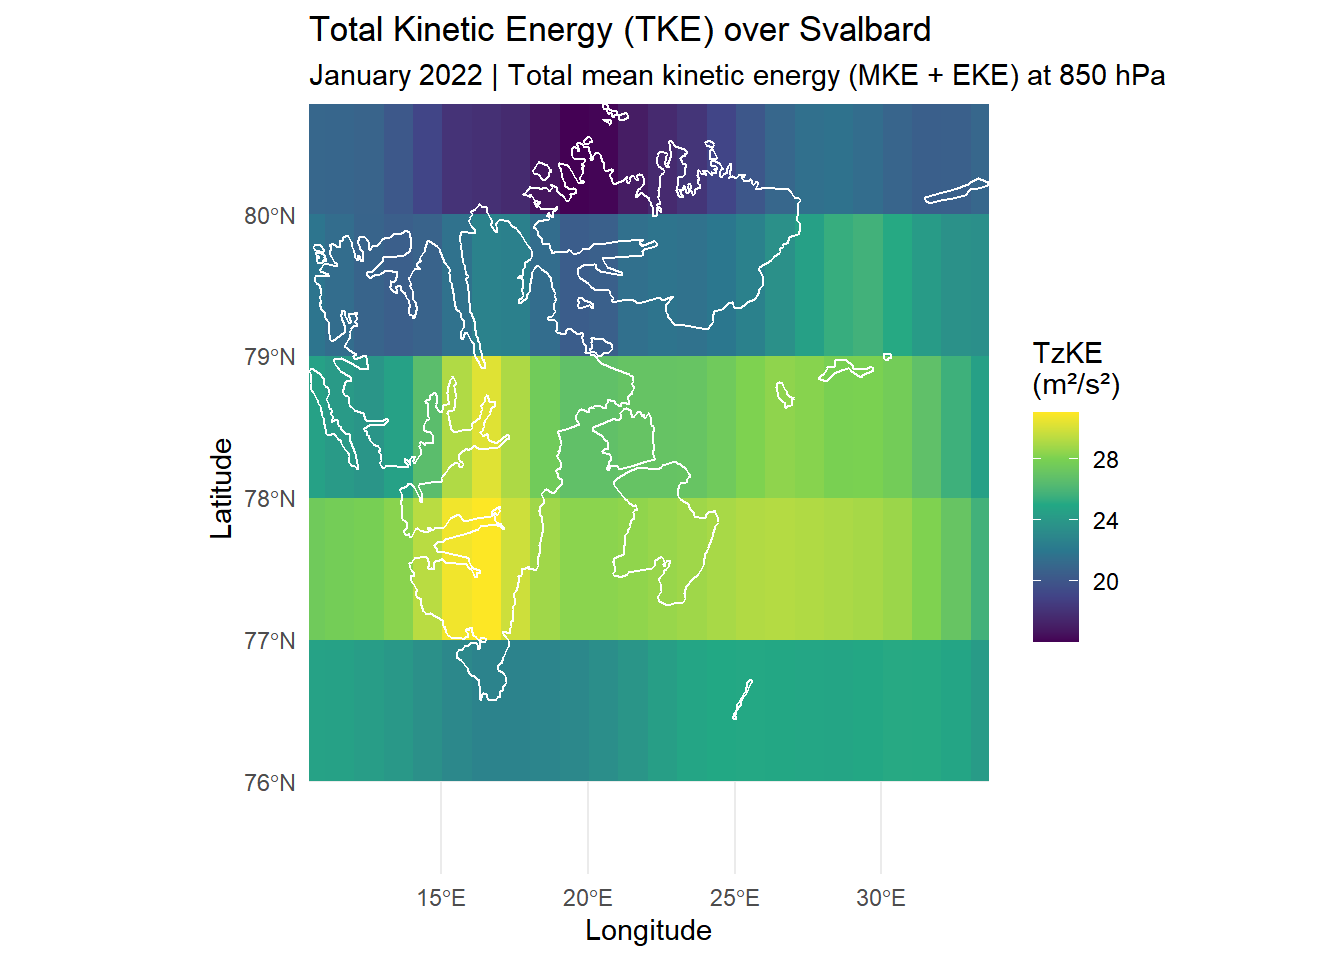 Total Kinetic Energy (TKE) over Svalbard
January 2022 | Total mean kinetic energy (MKE + EKE) at 850 hPa
80°N
79°N
78°N
77°N
76°N
Latitude
15°E
20°E
25°E
30°E
Longitude
TzKE
(m²/s²)
28
24
20